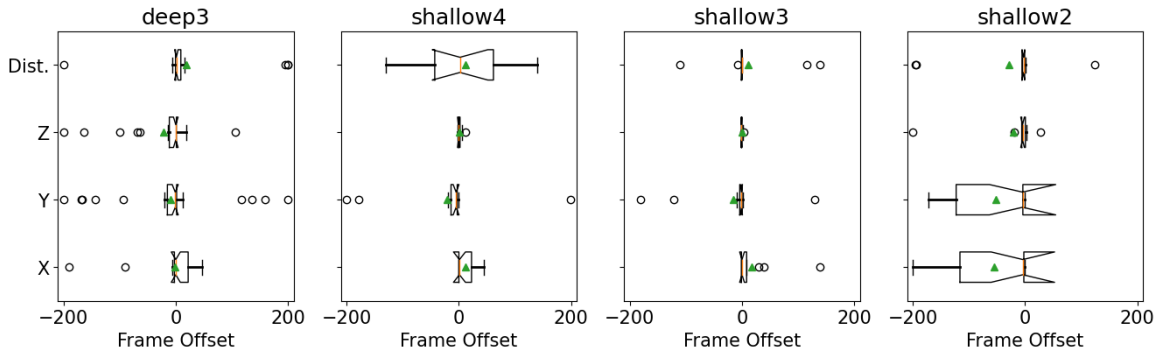 deep3 shallow4 shallow3 shallow2
Dist.
Z
Y
X
−200 0 200 −200 0 200 −200 0 200 −200 0 200
Frame Offset Frame Offset Frame Offset Frame Offset